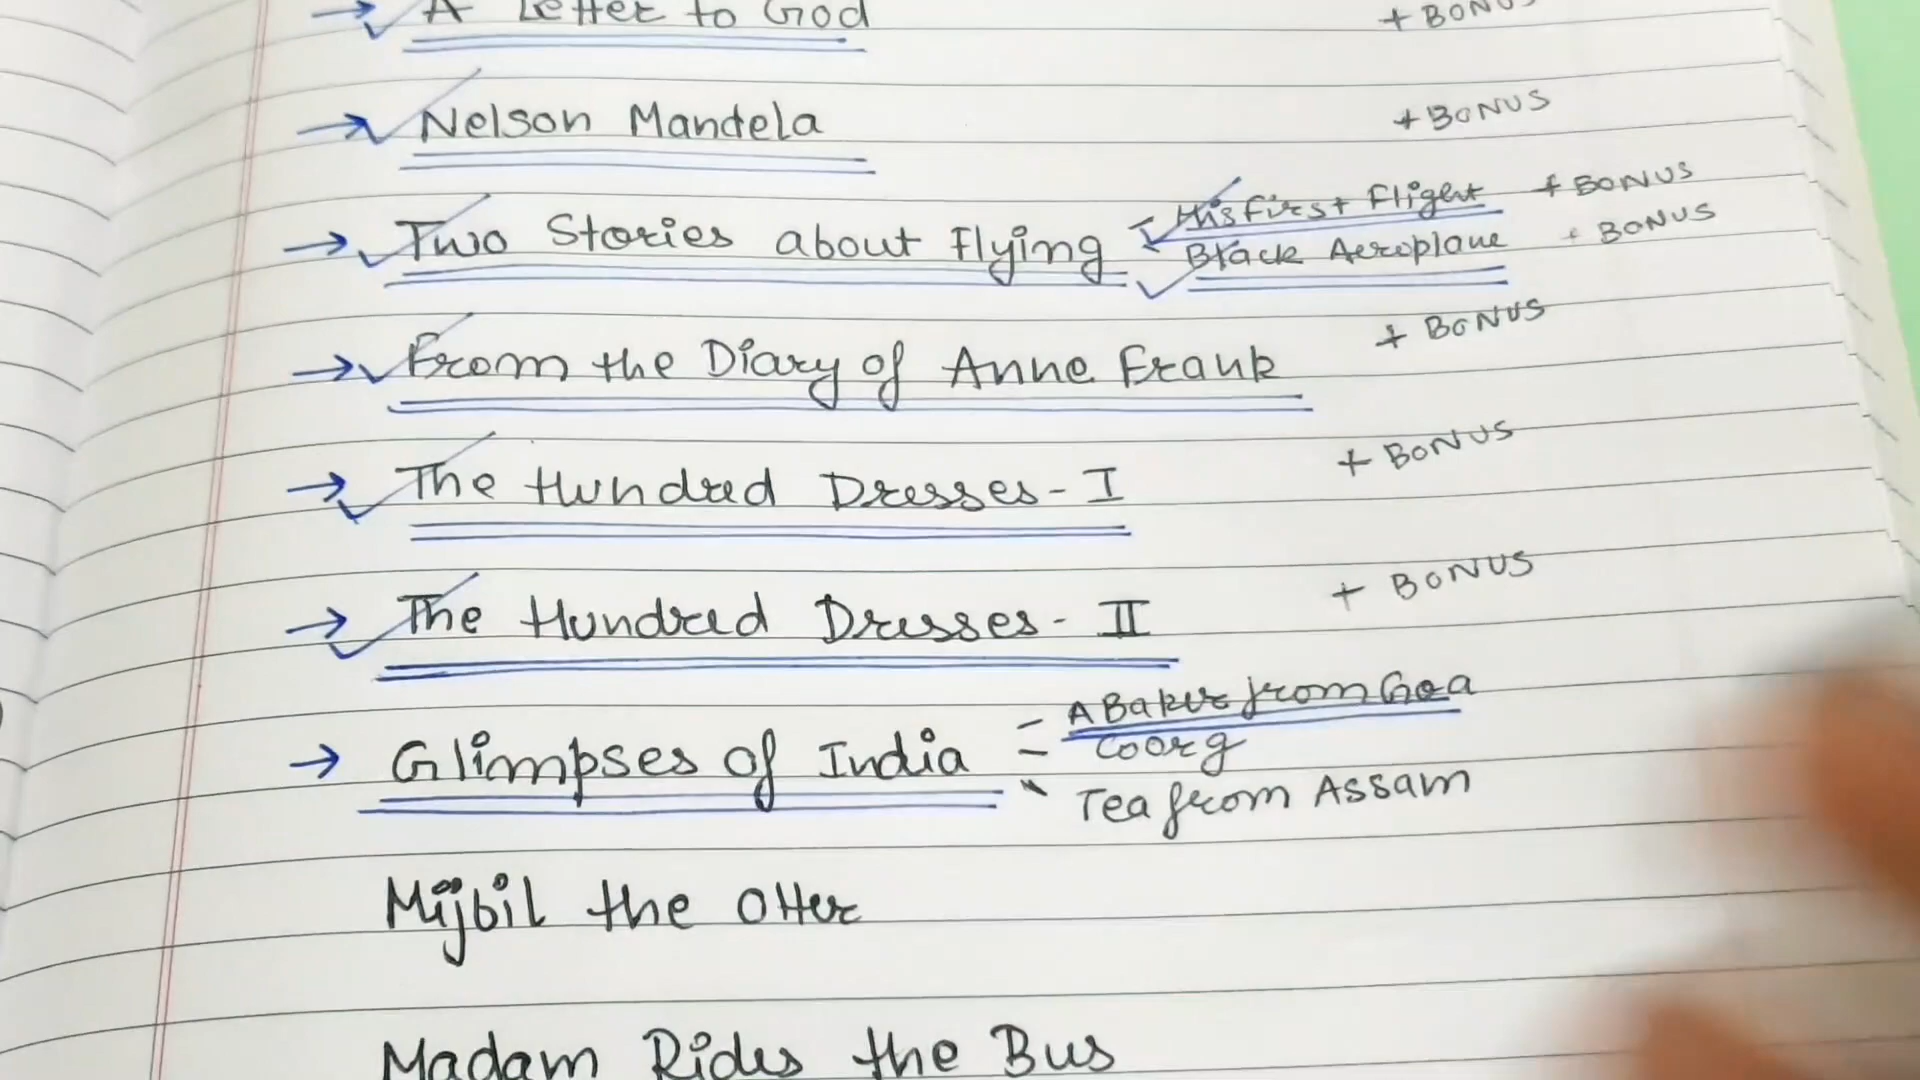 → A Letter to God + BONUS
→ Nelson Mandela + BONUS
→ Two Stories about Flying - His First Flight + BONUS
- Black Aeroplane + BONUS
→ From the Diary of Anne Frank + BONUS
→ The Hundred Dresses - I + BONUS
→ The Hundred Dresses - II + BONUS
→ Glimpses of India - A Baker from Goa
- Coorg
- Tea from Assam
Mijbil the Otter
Madam Rides the Bus